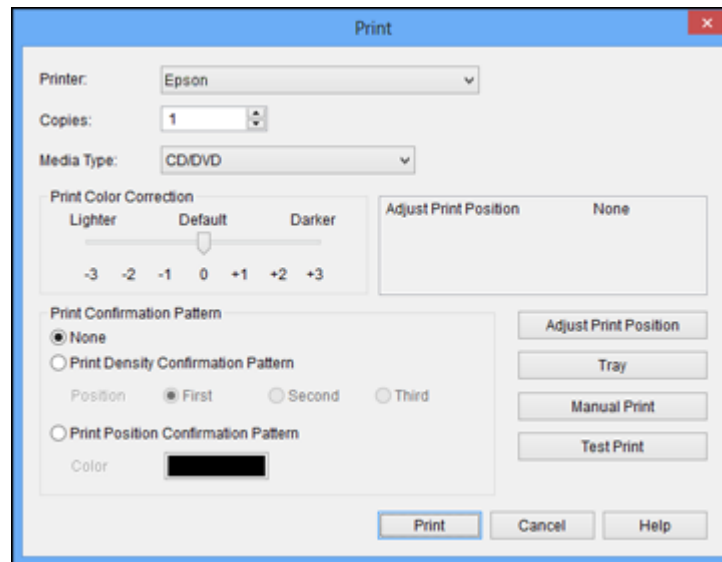 Print
Printer: Epson
Copies: 1
Media Type: CD/DVD
Print Color Correction
Lighter Default Darker
-3 -2 -1 0 +1 +2 +3
Adjust Print Position None
Print Confirmation Pattern
None
Print Density Confirmation Pattern
Position First Second Third
Print Position Confirmation Pattern
Color
Adjust Print Position
Tray
Manual Print
Test Print
Print Cancel Help